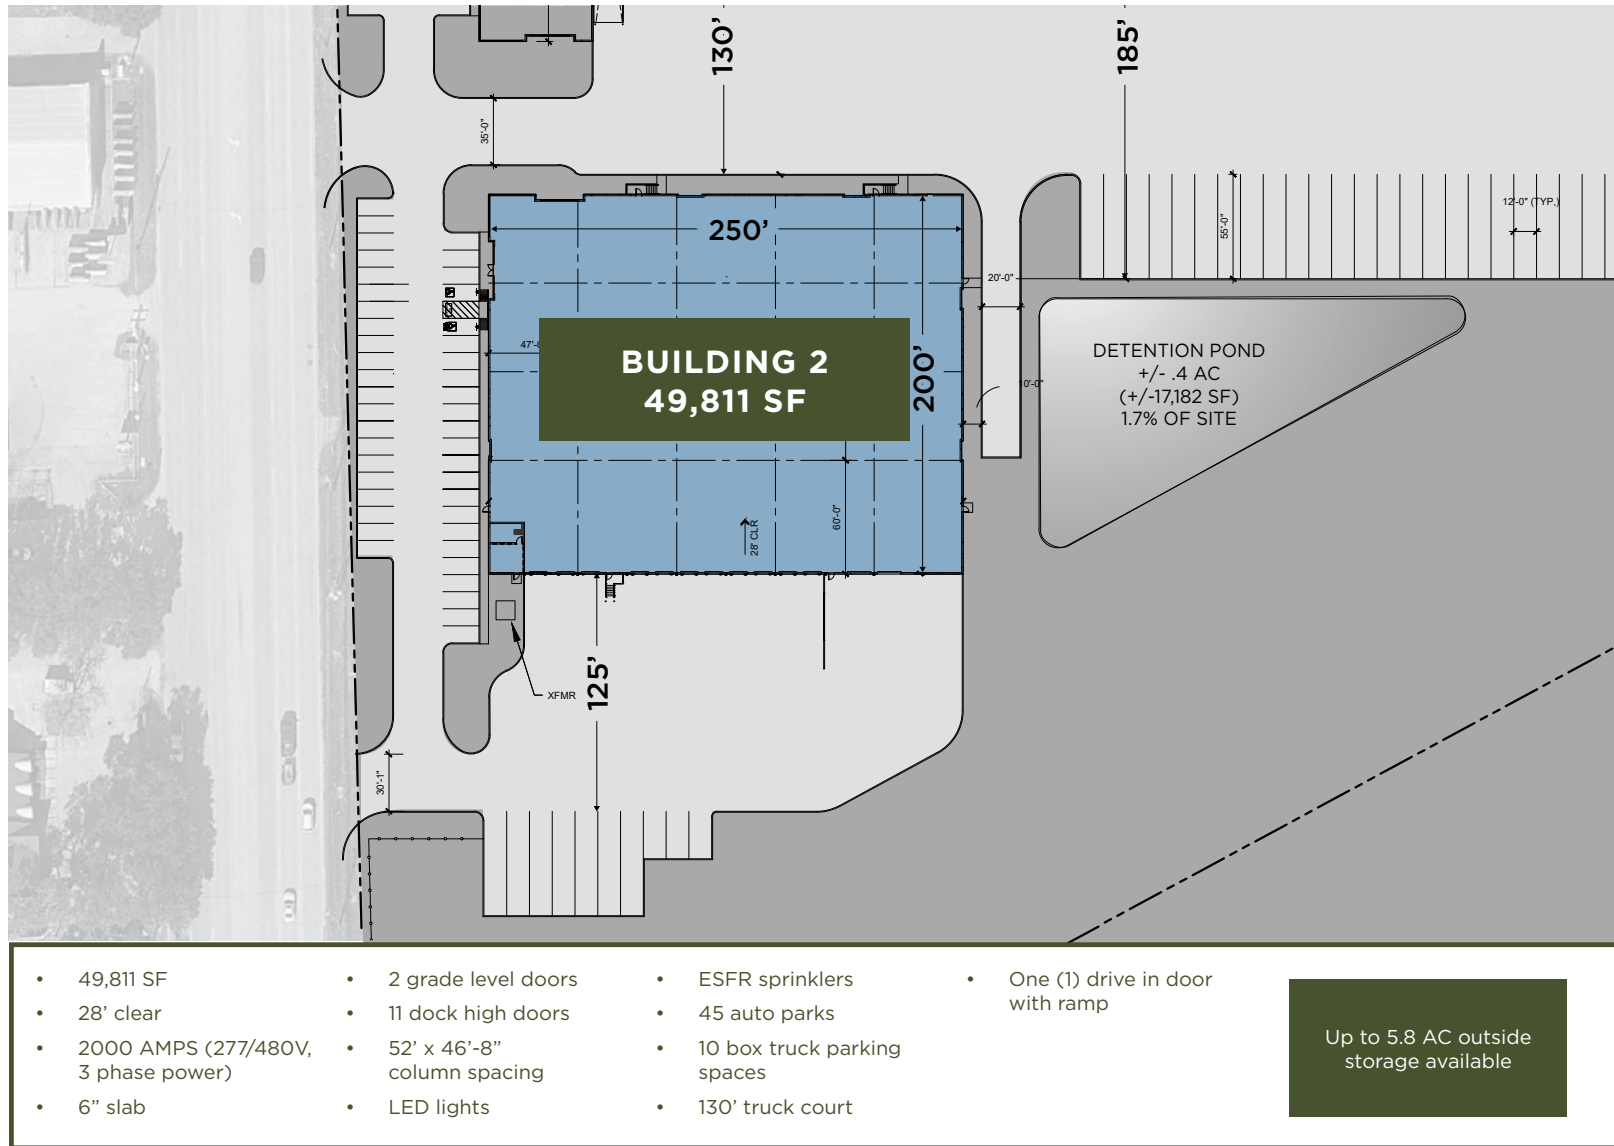 130'
185'
35'-0"
55'-0"
12'-0" (TYP.)
250'
20'-0"
47'-0
BUILDING 2
49,811 SF
200'
10'-0"
DETENTION POND
+/- .4 AC
(+/-17,182 SF)
1.7% OF SITE
28' CLR
60'-0"
125'
XFMR
30'-1"
• 49,811 SF
• 28' clear
• 2000 AMPS (277/480V,
3 phase power)
• 6" slab
• 2 grade level doors
• 11 dock high doors
• 52' x 46'-8"
column spacing
• LED lights
• ESFR sprinklers
• 45 auto parks
• 10 box truck parking
spaces
• 130' truck court
• One (1) drive in door
with ramp
Up to 5.8 AC outside
storage available